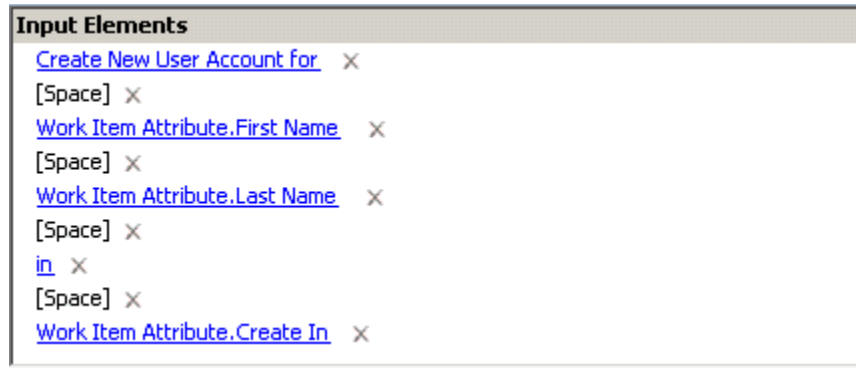 Input Elements
Create New User Account for
[Space]
Work Item Attribute.First Name
[Space]
Work Item Attribute.Last Name
[Space]
in
[Space]
Work Item Attribute.Create In